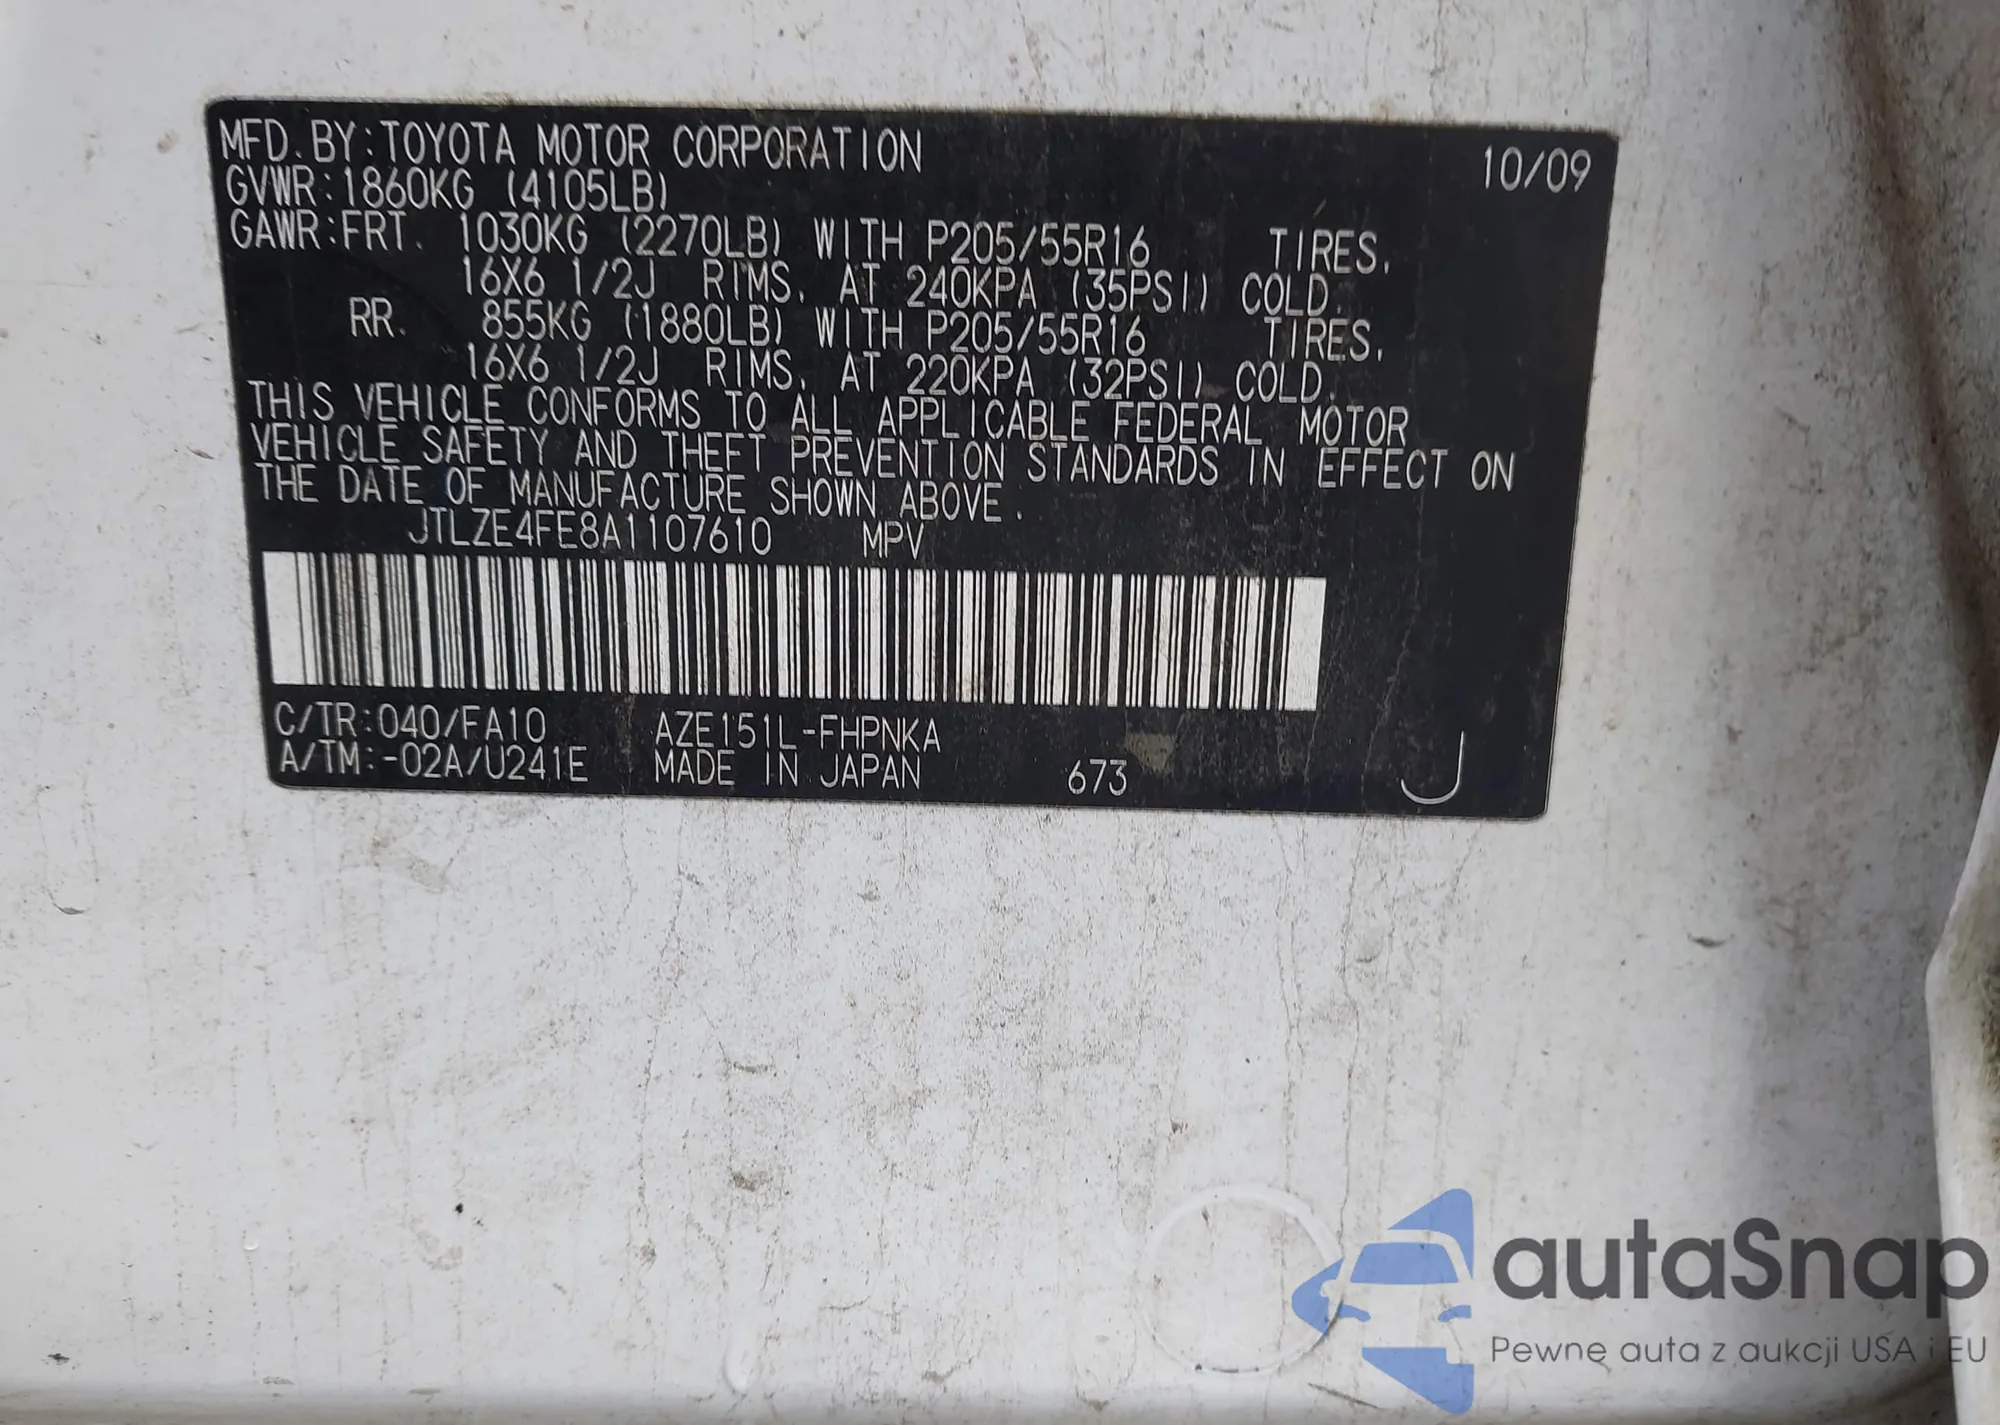 MFD. BY:TOYOTA MOTOR CORPORATION 10/09
GVWR:1860KG (4105LB)
GAWR:FRT. 1030KG (2270LB) WITH P205/55R16 TIRES,
16X6 1/2J RIMS, AT 240KPA (35PSI) COLD.
RR. 855KG (1880LB) WITH P205/55R16 TIRES,
16X6 1/2J RIMS, AT 220KPA (32PSI) COLD.
THIS VEHICLE CONFORMS TO ALL APPLICABLE FEDERAL MOTOR
VEHICLE SAFETY AND THEFT PREVENTION STANDARDS IN EFFECT ON
THE DATE OF MANUFACTURE SHOWN ABOVE.
JTLZE4FE8A1107610 MPV
C/TR:040/FA10 AZE151L-FHPNKA
A/TM:-02A/U241E MADE IN JAPAN 673 J
autaSnap
Pewne auta z aukcji USA i EU